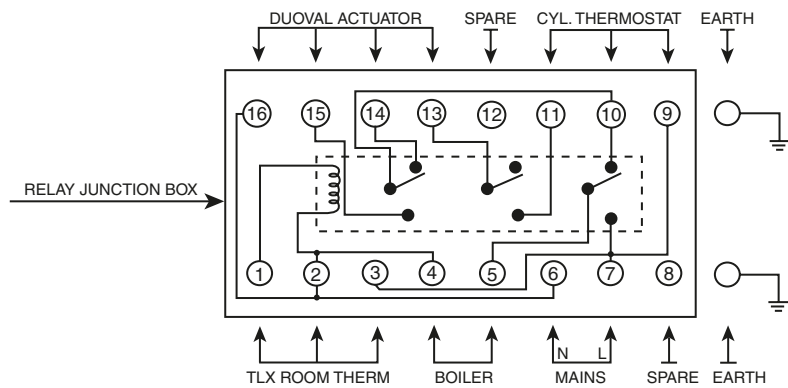 DUOVAL ACTUATOR SPARE CYL. THERMOSTAT EARTH
16 15 14 13 12 11 10 9
RELAY JUNCTION BOX
1 2 3 4 5 6 7 8
N L
TLX ROOM THERM BOILER MAINS SPARE EARTH